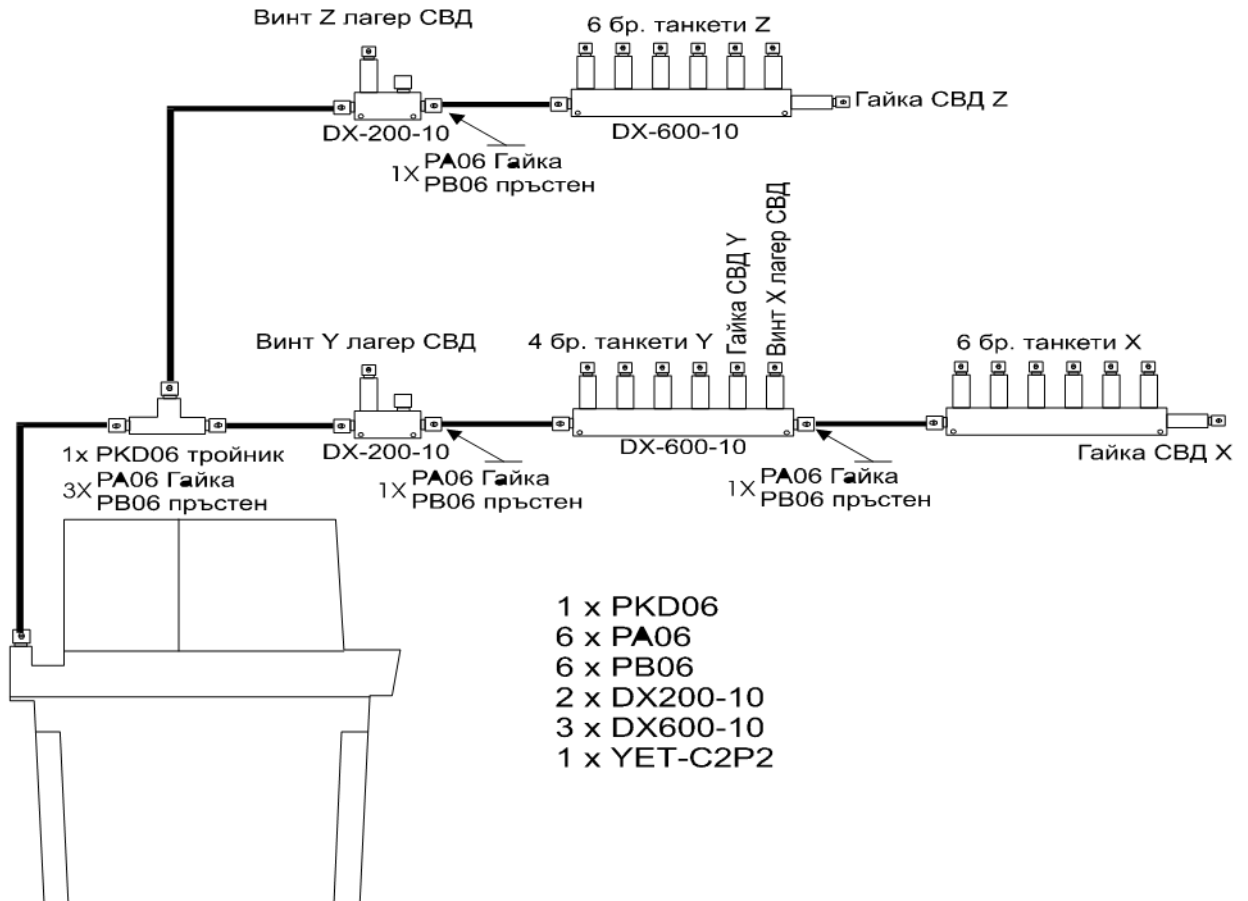 Винт Z лагер СВД
6 бр. танкети Z
Гайка СВД Z
DX-200-10
DX-600-10
1X PA06 Гайка
PB06 пръстен
Гайка СВД Y
Винт X лагер СВД
Винт Y лагер СВД
4 бр. танкети Y
6 бр. танкети X
1x PKD06 тройник
3X PA06 Гайка
PB06 пръстен
DX-200-10
1X PA06 Гайка
PB06 пръстен
DX-600-10
1X PA06 Гайка
PB06 пръстен
Гайка СВД X
1 x PKD06
6 x PA06
6 x PB06
2 x DX200-10
3 x DX600-10
1 x YET-C2P2